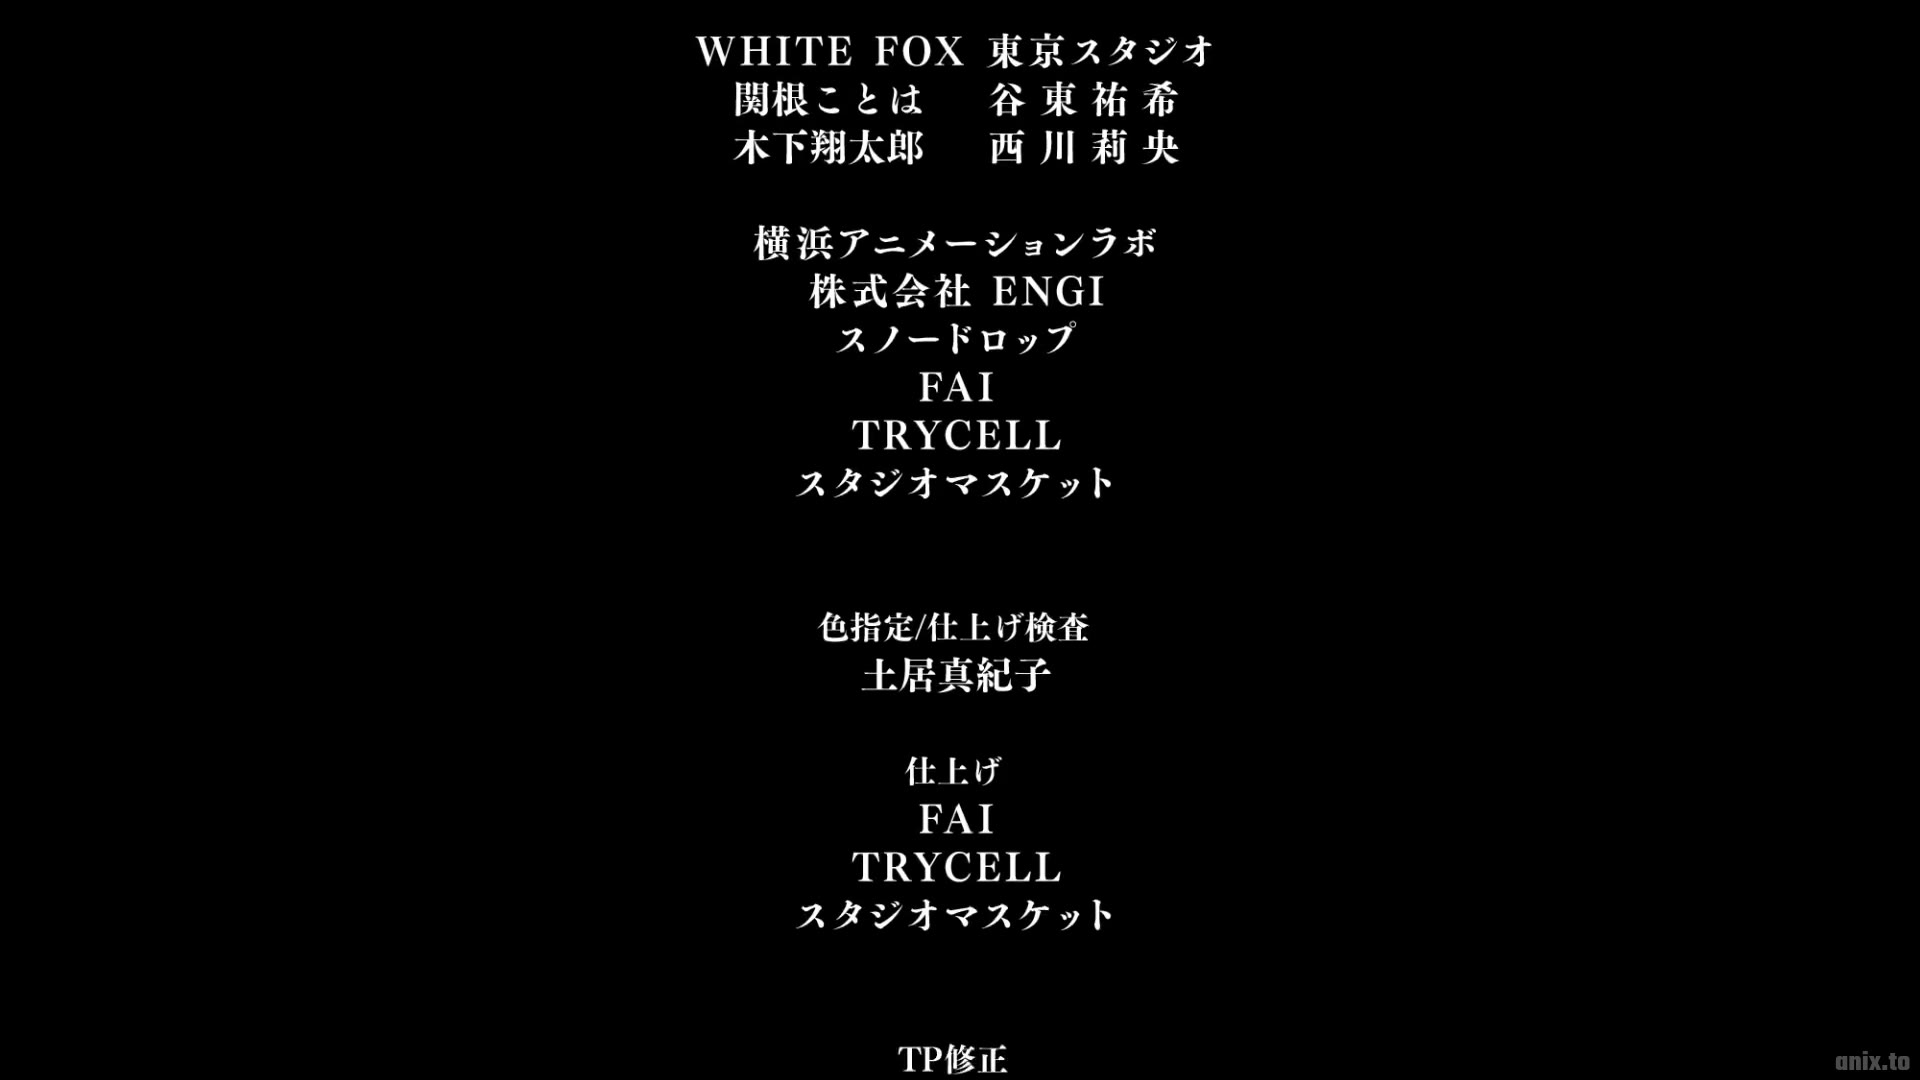 WHITE FOX 東京スタジオ
関根ことは 谷東祐希
木下翔太郎 西川莉央
横浜アニメーションラボ
株式会社 ENGI
スノードロップ
FAI
TRYCELL
スタジオマスケット
色指定/仕上げ検査
土居真紀子
仕上げ
FAI
TRYCELL
スタジオマスケット
TP修正
anix.to